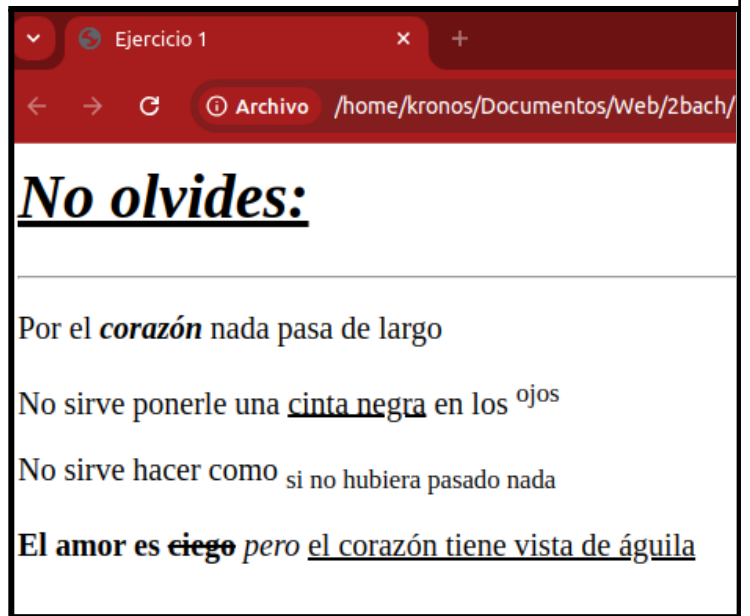 Ejercicio 1
Archivo /home/kronos/Documentos/Web/2bach/
No olvides:
Por el corazón nada pasa de largo
No sirve ponerle una cinta negra en los ojos
No sirve hacer como si no hubiera pasado nada
El amor es ciego pero el corazón tiene vista de águila